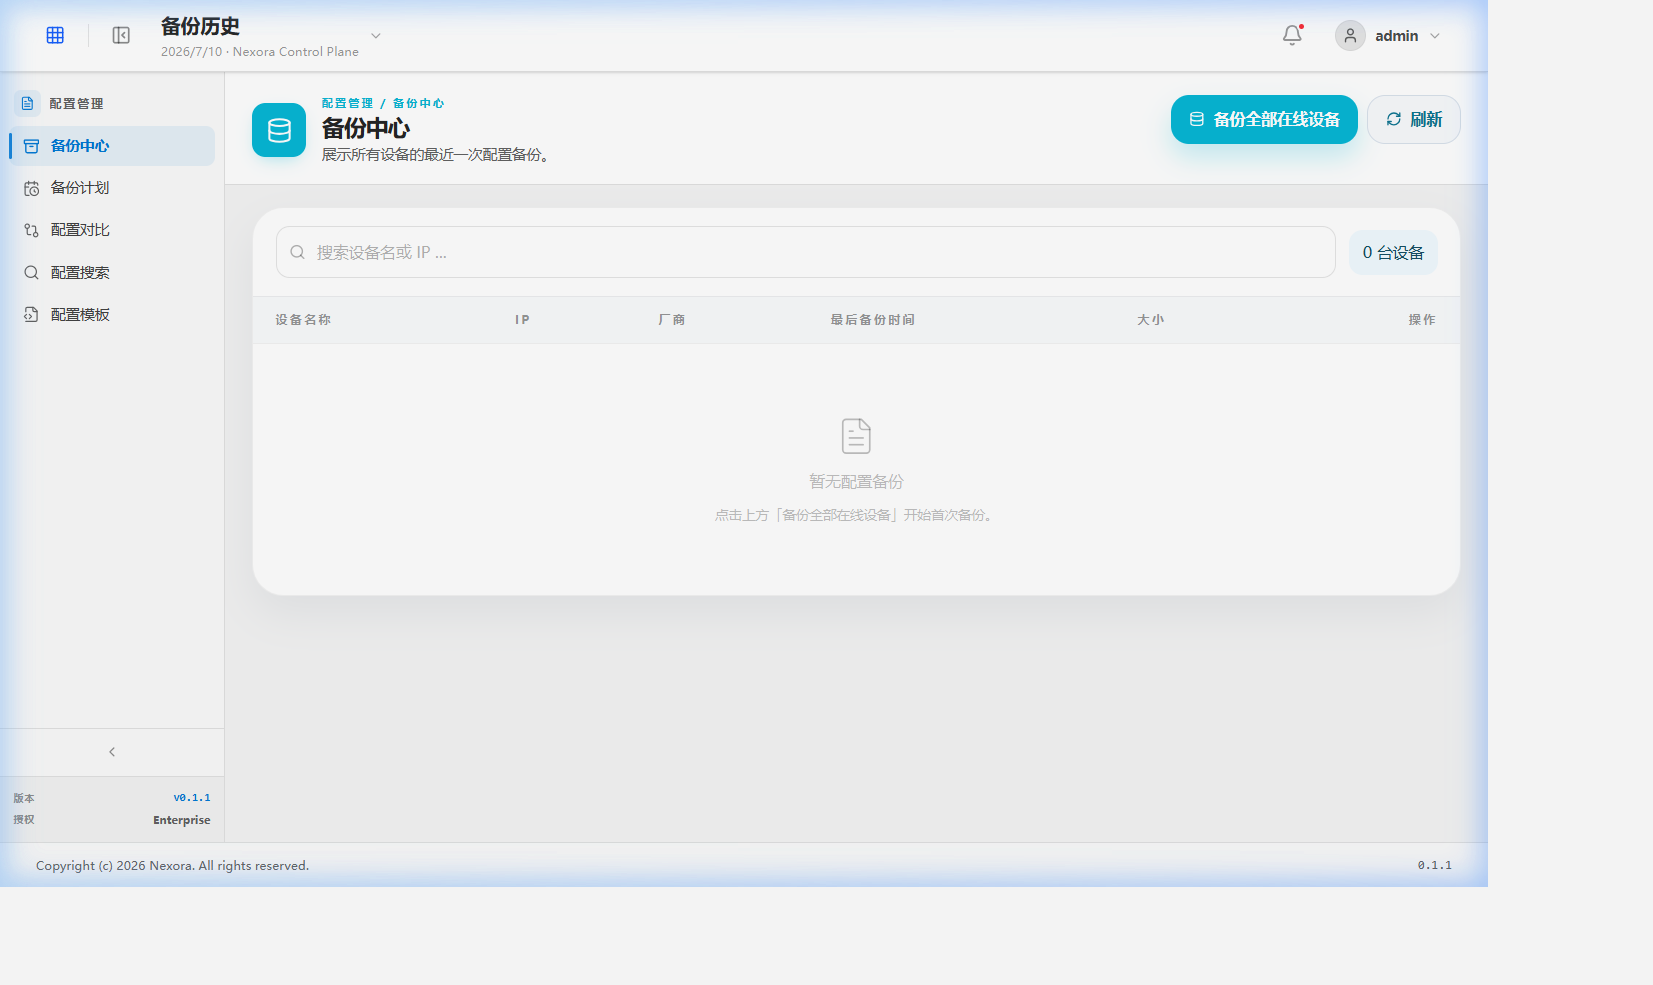 备份历史
2026/7/10 · Nexora Control Plane
admin
配置管理
备份中心
备份计划
配置对比
配置搜索
配置模板
版本 v0.1.1
授权 Enterprise
配置管理 / 备份中心
备份中心
展示所有设备的最近一次配置备份。
备份全部在线设备
刷新
搜索设备名或 IP ...
0 台设备
设备名称 IP 厂商 最后备份时间 大小 操作
暂无配置备份
点击上方「备份全部在线设备」开始首次备份。
Copyright (c) 2026 Nexora. All rights reserved.
0.1.1